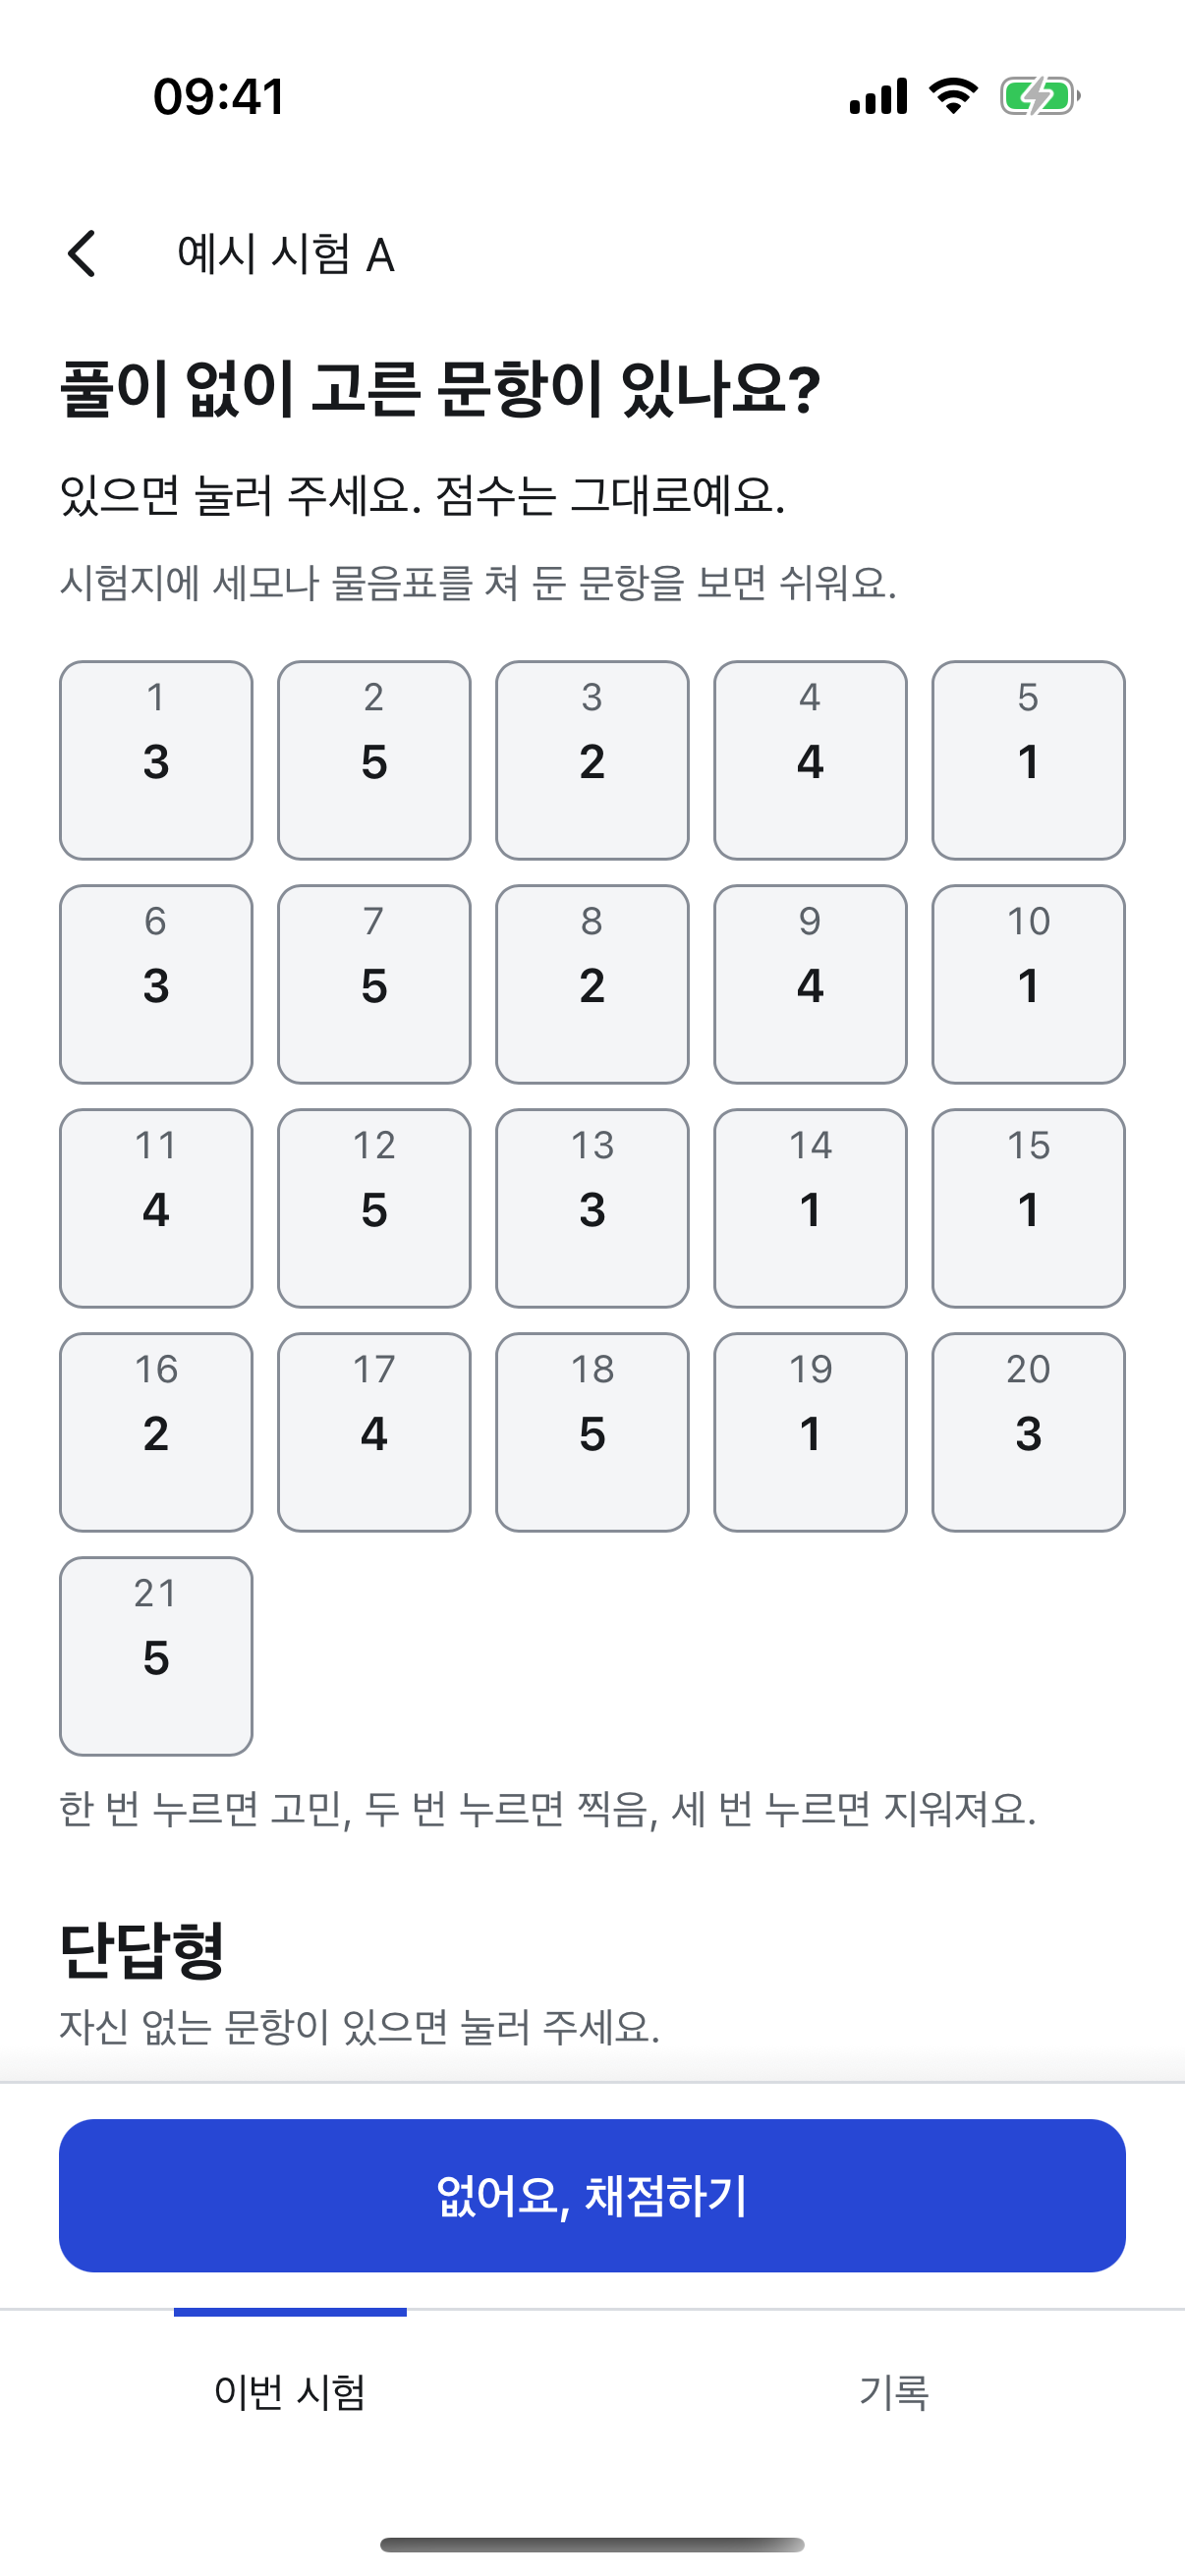 09:41
예시 시험 A
풀이 없이 고른 문항이 있나요?
있으면 눌러 주세요. 점수는 그대로예요.
시험지에 세모나 물음표를 쳐 둔 문항을 보면 쉬워요.
1 2 3 4 5
3 5 2 4 1
6 7 8 9 10
3 5 2 4 1
11 12 13 14 15
4 5 3 1 1
16 17 18 19 20
2 4 5 1 3
21
5
한 번 누르면 고민, 두 번 누르면 찍음, 세 번 누르면 지워져요.
단답형
자신 없는 문항이 있으면 눌러 주세요.
없어요, 채점하기
이번 시험 기록